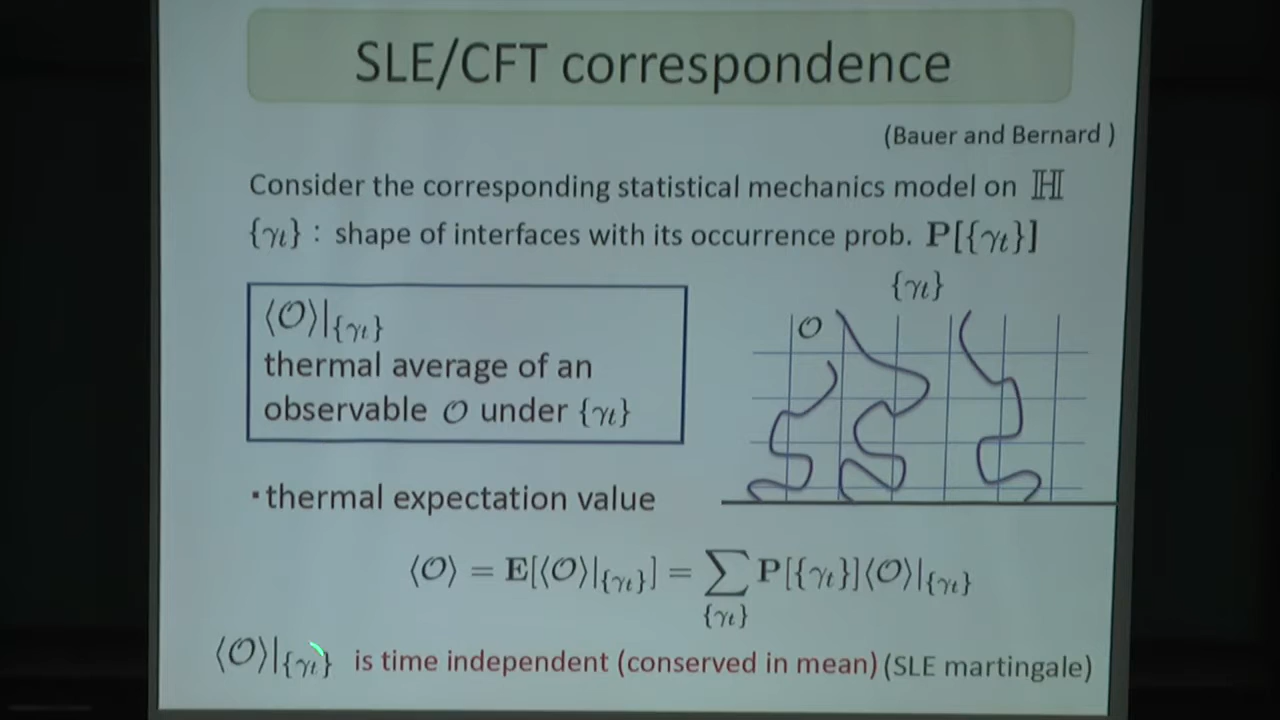 SLE/CFT correspondence
(Bauer and Bernard )
Consider the corresponding statistical mechanics model on ℍ
{γₜ} : shape of interfaces with its occurrence prob. P[{γₜ}]
{γₜ}
𝒪
⟨𝒪⟩|{γₜ}
thermal average of an
observable 𝒪 under {γₜ}
・thermal expectation value
⟨𝒪⟩ = E[⟨𝒪⟩|{γₜ}] = ∑ P[{γₜ}]⟨𝒪⟩|{γₜ}
{γₜ}
⟨𝒪⟩|{γₜ} is time independent (conserved in mean) (SLE martingale)